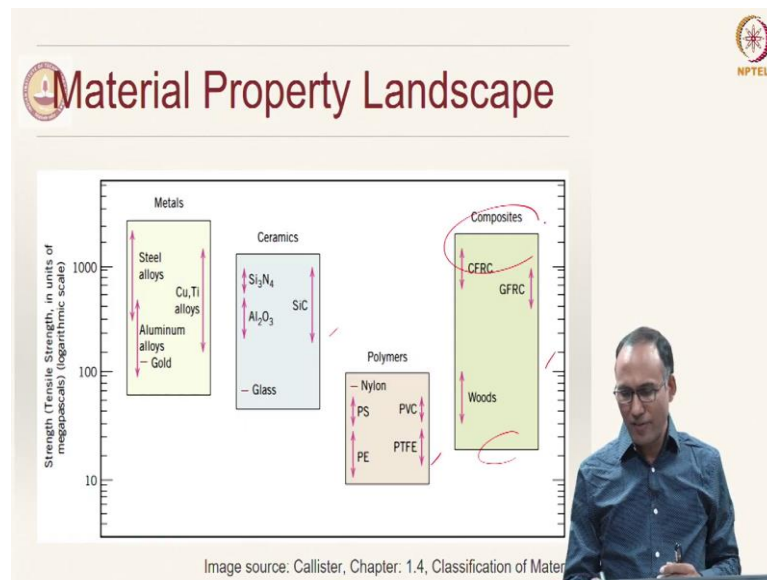 NPTEL
Material Property Landscape
Strength (Tensile Strength, in units of
megapascals) (logarithmic scale)
1000
100
10
Metals
Steel
alloys
Cu,Ti
alloys
Aluminum
alloys
Gold
Ceramics
Si₃N₄
SiC
Al₂O₃
Glass
Polymers
Nylon
PS
PVC
PE
PTFE
Composites
CFRC
GFRC
Woods
Image source: Callister, Chapter: 1.4, Classification of Mater